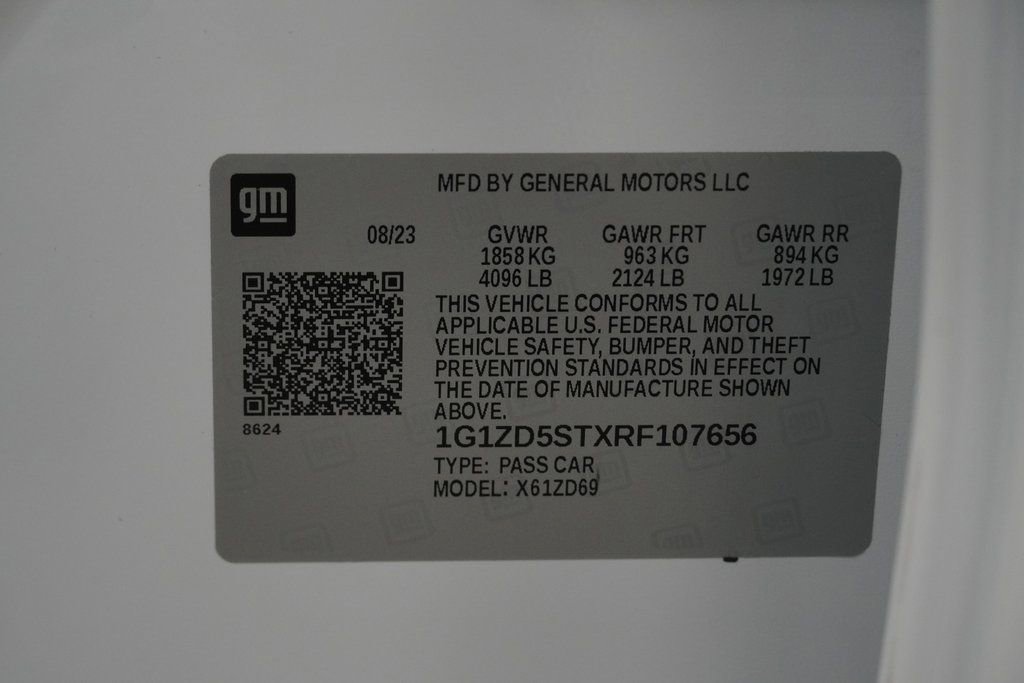 gm
MFD BY GENERAL MOTORS LLC
08/23 GVWR GAWR FRT GAWR RR
1858 KG 963 KG 894 KG
4096 LB 2124 LB 1972 LB
THIS VEHICLE CONFORMS TO ALL
APPLICABLE U.S. FEDERAL MOTOR
VEHICLE SAFETY, BUMPER, AND THEFT
PREVENTION STANDARDS IN EFFECT ON
THE DATE OF MANUFACTURE SHOWN
ABOVE.
8624
1G1ZD5STXRF107656
TYPE: PASS CAR
MODEL: X61ZD69